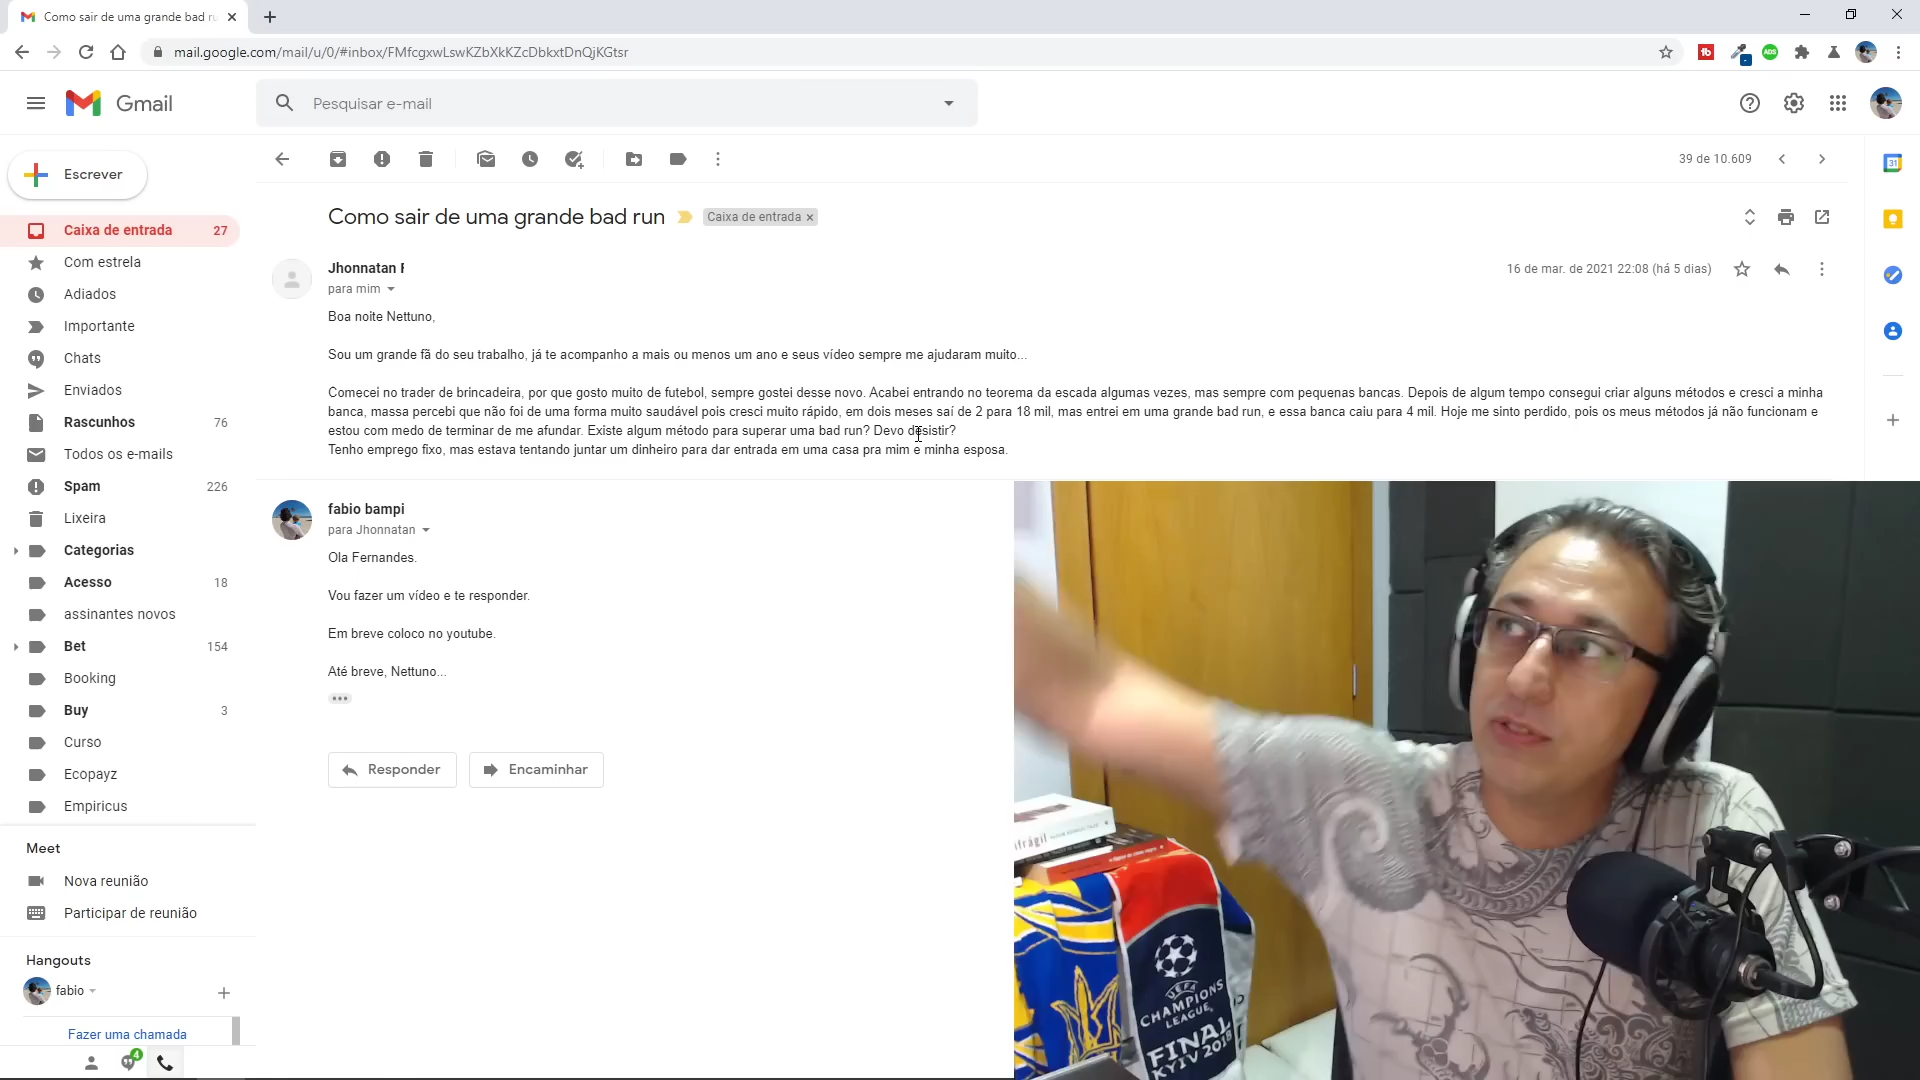 Como sair de uma grande bad ru
mail.google.com/mail/u/0/#inbox/FMfcgxwLswKZbXkKZcDbkxtDnQjKGtsr
Gmail
Pesquisar e-mail
Escrever
39 de 10.609
31
Caixa de entrada 27
Com estrela
Adiados
Importante
Chats
Enviados
Rascunhos 76
Todos os e-mails
Spam 226
Lixeira
Categorias
Acesso 18
assinantes novos
Bet 154
Booking
Buy 3
Curso
Ecopayz
Empiricus
Meet
Nova reunião
Participar de reunião
Hangouts
fabio
Fazer uma chamada
4
Como sair de uma grande bad run Caixa de entrada x
Jhonnatan F
16 de mar. de 2021 22:08 (há 5 dias)
para mim
Boa noite Nettuno,
Sou um grande fã do seu trabalho, já te acompanho a mais ou menos um ano e seus vídeo sempre me ajudaram muito...
Comecei no trader de brincadeira, por que gosto muito de futebol, sempre gostei desse novo. Acabei entrando no teorema da escada algumas vezes, mas sempre com pequenas bancas. Depois de algum tempo consegui criar alguns métodos e cresci a minha
banca, massa percebi que não foi de uma forma muito saudável pois cresci muito rápido, em dois meses saí de 2 para 18 mil, mas entrei em uma grande bad run, e essa banca caiu para 4 mil. Hoje me sinto perdido, pois os meus métodos já não funcionam e
estou com medo de terminar de me afundar. Existe algum método para superar uma bad run? Devo desistir?
Tenho emprego fixo, mas estava tentando juntar um dinheiro para dar entrada em uma casa pra mim e minha esposa.
fabio bampi
para Jhonnatan
Ola Fernandes.
Vou fazer um vídeo e te responder.
Em breve coloco no youtube.
Até breve, Nettuno...
Responder
Encaminhar
UEFA
CHAMPIONS
LEAGUE
FINAL
KYIV 2018